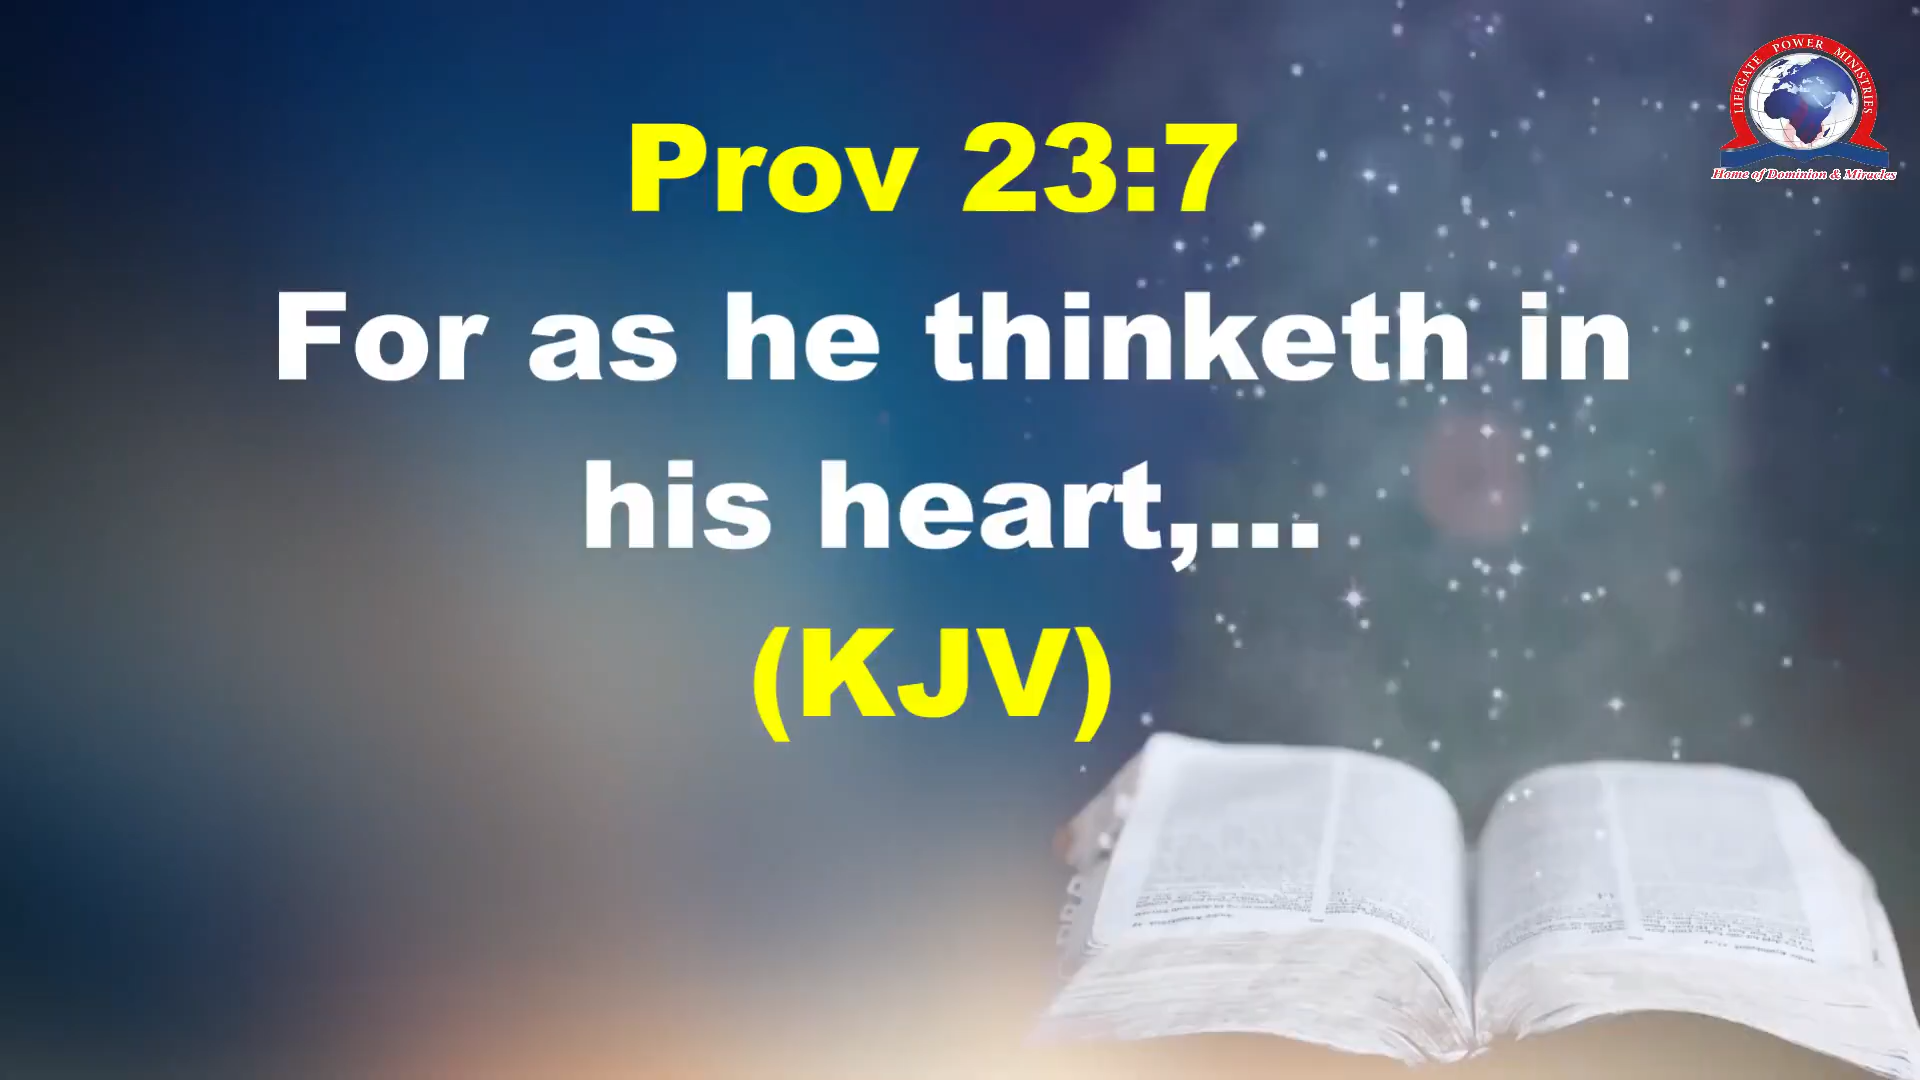 LIFEGATE POWER MINISTRIES
Home of Dominion & Miracles
Prov 23:7
For as he thinketh in
his heart,...
(KJV)